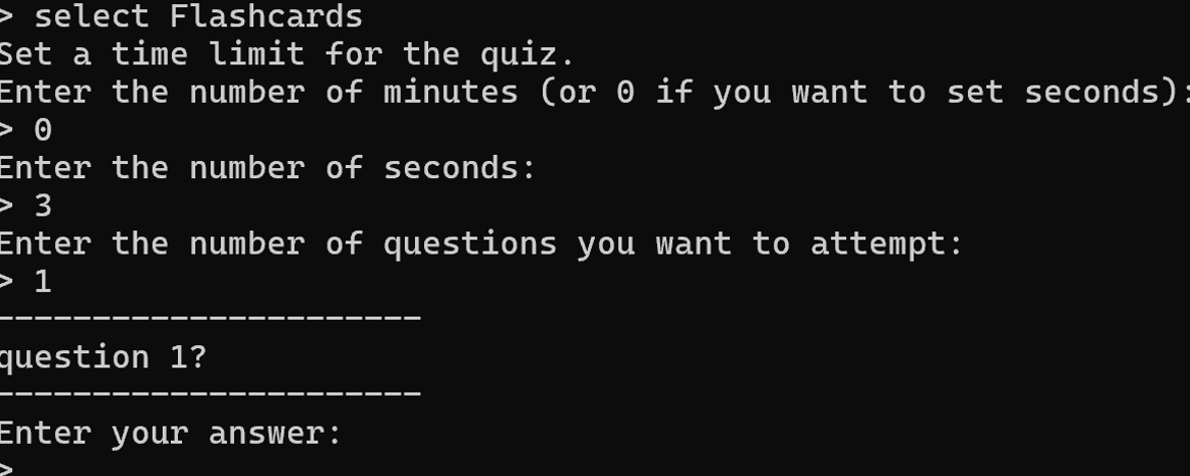 > select Flashcards
Set a time limit for the quiz.
Enter the number of minutes (or 0 if you want to set seconds):
> 0
Enter the number of seconds:
> 3
Enter the number of questions you want to attempt:
> 1
----------------------
question 1?
----------------------
Enter your answer:
>